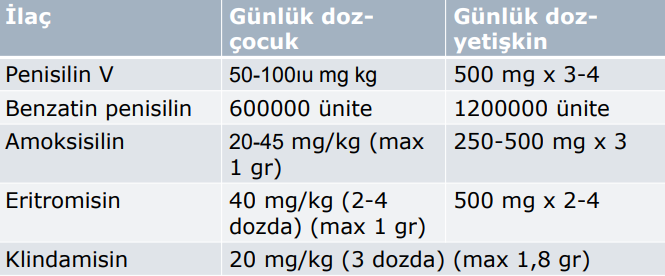 İlaç Günlük doz- Günlük doz-
çocuk yetişkin
Penisilin V 50-100ıu mg kg 500 mg x 3-4
Benzatin penisilin 600000 ünite 1200000 ünite
Amoksisilin 20-45 mg/kg (max 250-500 mg x 3
1 gr)
Eritromisin 40 mg/kg (2-4 500 mg x 2-4
dozda) (max 1 gr)
Klindamisin 20 mg/kg (3 dozda) (max 1,8 gr)